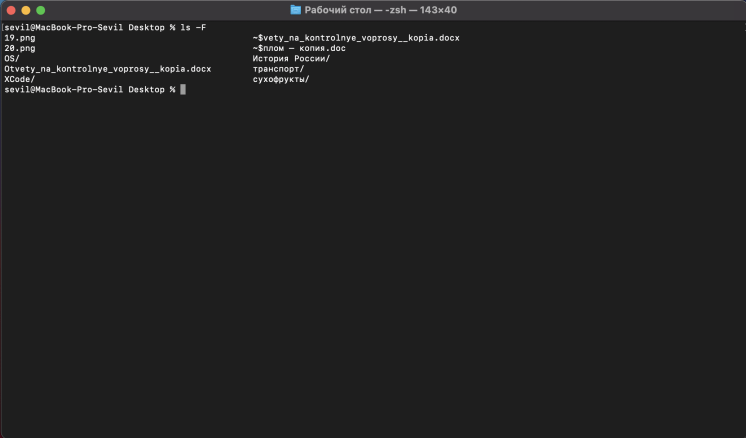 Рабочий стол — -zsh — 143×40
[sevil@MacBook-Pro-Sevil Desktop % ls -F
19.png ~$vety_na_kontrolnye_voprosy__kopia.docx
20.png ~$плом — копия.doc
OS/ История России/
Otvety_na_kontrolnye_voprosy__kopia.docx транспорт/
XCode/ сухофрукты/
sevil@MacBook-Pro-Sevil Desktop %